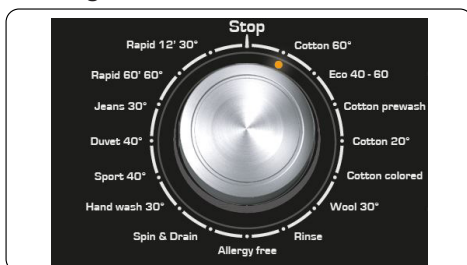 Stop
Cotton 60°
Eco 40 - 60
Cotton prewash
Cotton 20°
Cotton colored
Wool 30°
Rinse
Allergy free
Spin & Drain
Hand wash 30°
Sport 40°
Duvet 40°
Jeans 30°
Rapid 60' 60°
Rapid 12' 30°